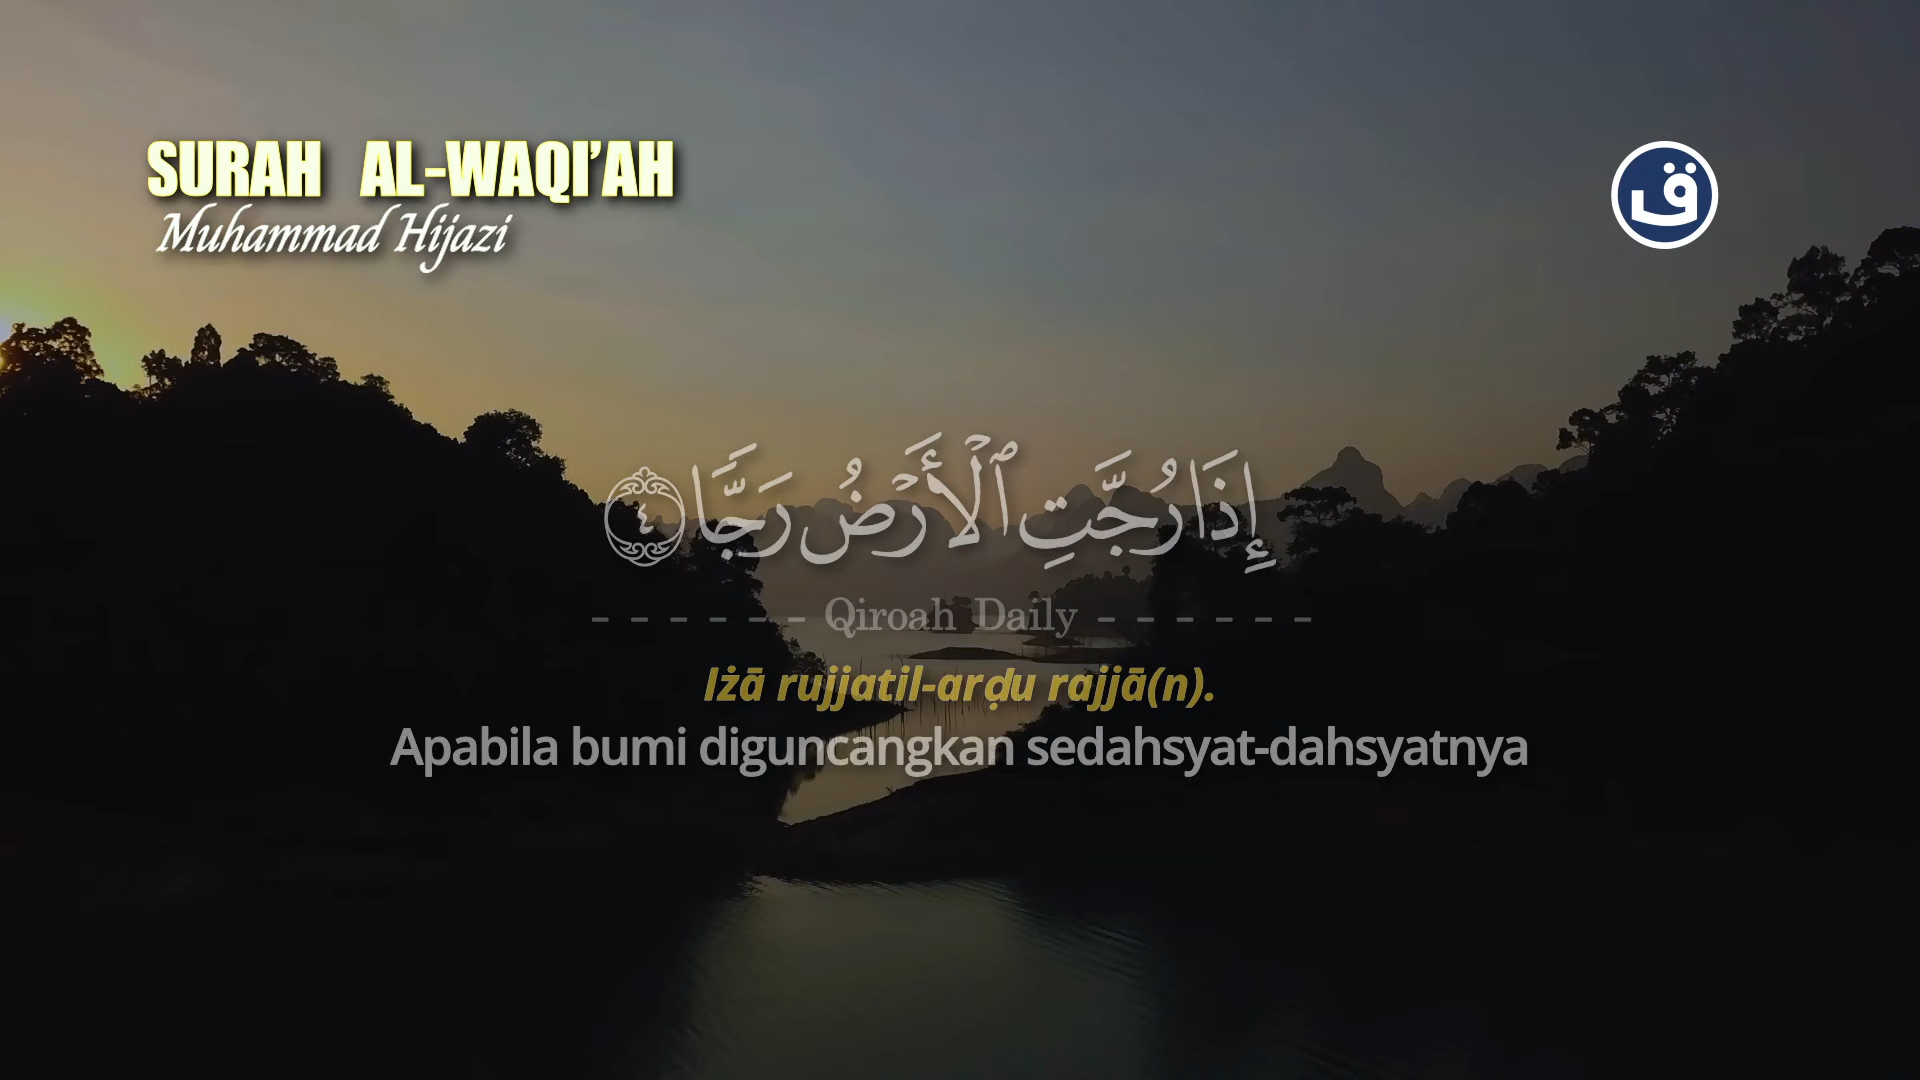 SURAH AL-WAQI’AH
Muhammad Hijazi
ق
إِذَا رُجَّتِ ٱلْأَرْضُ رَجًّا ٤
- - - - - - Qiroah Daily - - - - - -
Iżā rujjatil-arḍu rajjā(n).
Apabila bumi diguncangkan sedahsyat-dahsyatnya